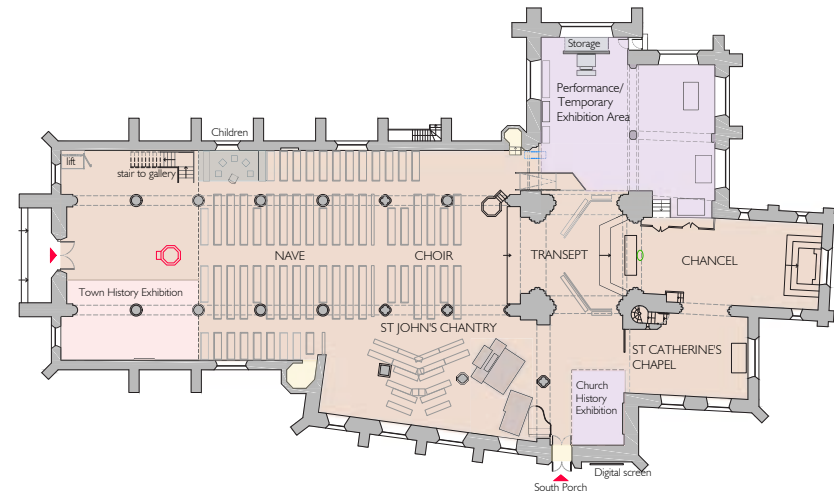 Storage
Performance/
Temporary
Exhibition Area
Children
lift
stair to gallery
NAVE
CHOIR
TRANSEPT
CHANCEL
Town History Exhibition
ST JOHN'S CHANTRY
ST CATHERINE'S
CHAPEL
Church
History
Exhibition
Digital screen
South Porch